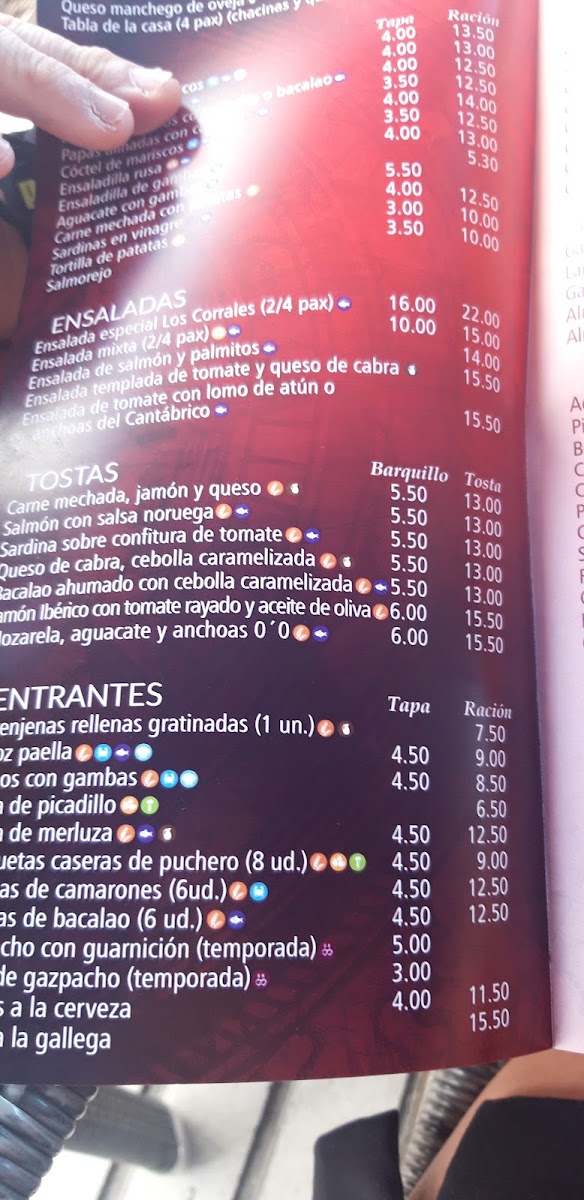 Queso manchego de oveja
Tabla de la casa (4 pax) (chacinas y
Tapa Ración
4.00 13.50
4.00 13.00
4.00 12.50
cos 3.50 12.50
o bacalao 4.00 14.00
Papas aliñadas con 3.50 12.50
Cóctel de mariscos 4.00 13.00
Ensaladilla rusa 5.30
Ensaladilla de gambas 5.50
Aguacate con gambas 4.00 12.50
Carne mechada con patatas 3.00 10.00
Sardinas en vinagre 3.50 10.00
Tortilla de patatas
Salmorejo
ENSALADAS
Ensalada especial Los Corrales (2/4 pax) 16.00 22.00
Ensalada mixta (2/4 pax) 10.00 15.00
Ensalada de salmón y palmitos 14.00
Ensalada templada de tomate y queso de cabra 15.50
Ensalada de tomate con lomo de atún o
anchoas del Cantábrico 15.50
TOSTAS Barquillo Tosta
Carne mechada, jamón y queso 5.50 13.00
Salmón con salsa noruega 5.50 13.00
Sardina sobre confitura de tomate 5.50 13.00
Queso de cabra, cebolla caramelizada 5.50 13.00
Bacalao ahumado con cebolla caramelizada 5.50 13.00
amón Ibérico con tomate rayado y aceite de oliva 6.00 15.50
ozarela, aguacate y anchoas 0´0 6.00 15.50
ENTRANTES Tapa Ración
enjenas rellenas gratinadas (1 un.) 7.50
oz paella 4.50 9.00
os con gambas 4.50 8.50
a de picadillo 6.50
a de merluza 4.50 12.50
uetas caseras de puchero (8 ud.) 4.50 9.00
as de camarones (6ud.) 4.50 12.50
as de bacalao (6 ud.) 4.50 12.50
cho con guarnición (temporada) 5.00
de gazpacho (temporada) 3.00
s a la cerveza 4.00 11.50
a la gallega 15.50